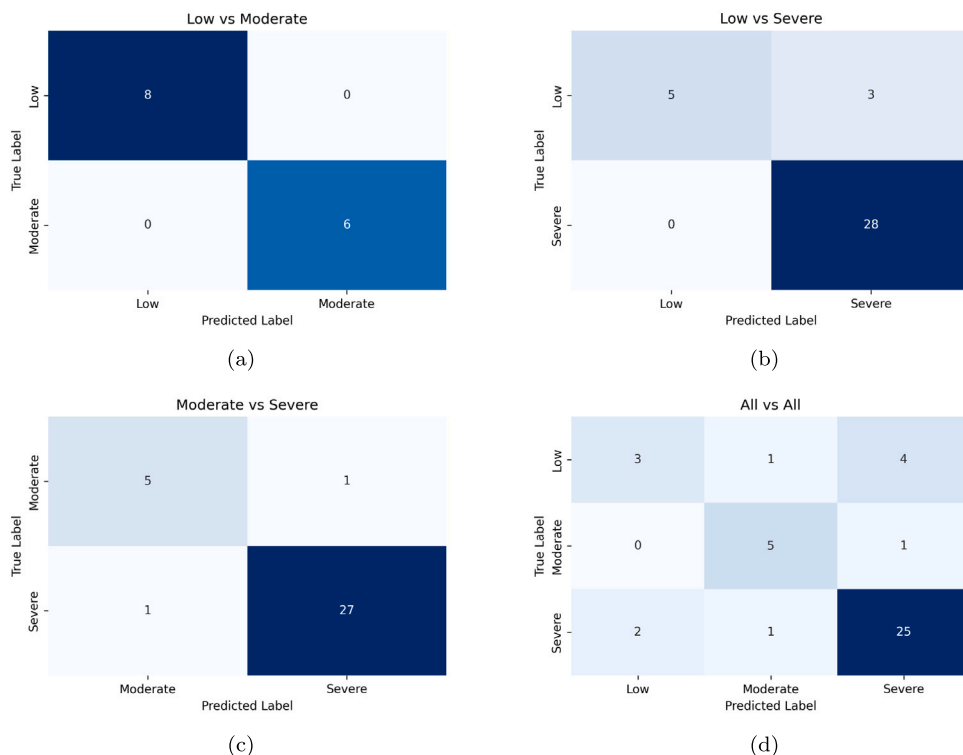 Low vs Moderate
True Label
Low
8
0
Moderate
0
6
Low
Moderate
Predicted Label
(a)
Low vs Severe
True Label
Low
5
3
Severe
0
28
Low
Severe
Predicted Label
(b)
Moderate vs Severe
True Label
Moderate
5
1
Severe
1
27
Moderate
Severe
Predicted Label
(c)
All vs All
True Label
Low
3
1
4
Moderate
0
5
1
Severe
2
1
25
Low
Moderate
Severe
Predicted Label
(d)